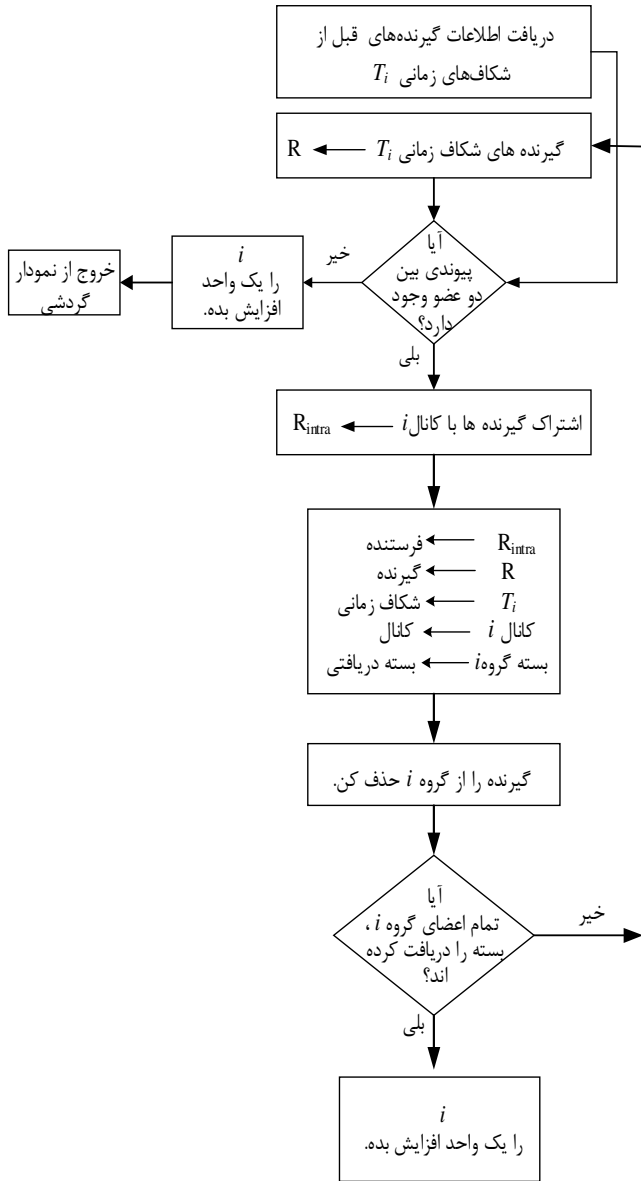 دریافت اطلاعات گیرنده‌های قبل از
شکاف‌های زمانی Ti
گیرنده های شکاف زمانی Ti ← R
آیا
پیوندی بین
دو عضو وجود
دارد؟
خیر
i
را یک واحد
افزایش بده.
خروج از نمودار
گردشی
بلی
اشتراک گیرنده ها با کانال i ← Rintra
Rintra ← فرستنده
R ← گیرنده
Ti ← شکاف زمانی
کانال i ← کانال
بسته گروه i ← بسته دریافتی
گیرنده را از گروه i حذف کن.
آیا
تمام اعضای گروه i ،
بسته را دریافت کرده
اند؟
خیر
بلی
i
را یک واحد افزایش بده.